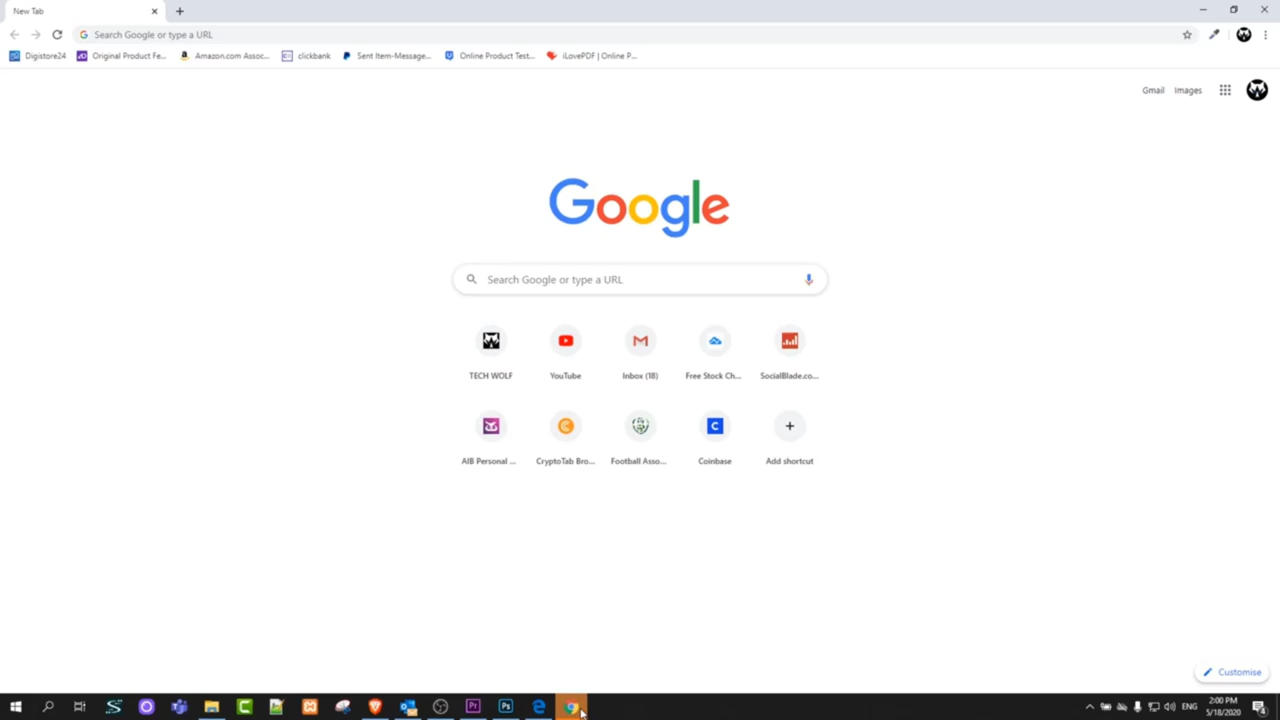 New Tab
Search Google or type a URL
Digistore24 Original Product Fe... Amazon.com Assoc... clickbank Sent Item-Message... Online Product Test... iLovePDF | Online P...
Gmail Images
Google
Search Google or type a URL
TECH WOLF YouTube Inbox (18) Free Stock Ch... SocialBlade.co...
AIB Personal ... CryptoTab Bro... Football Asso... Coinbase Add shortcut
Customise
ENG 2:00 PM
5/18/2020